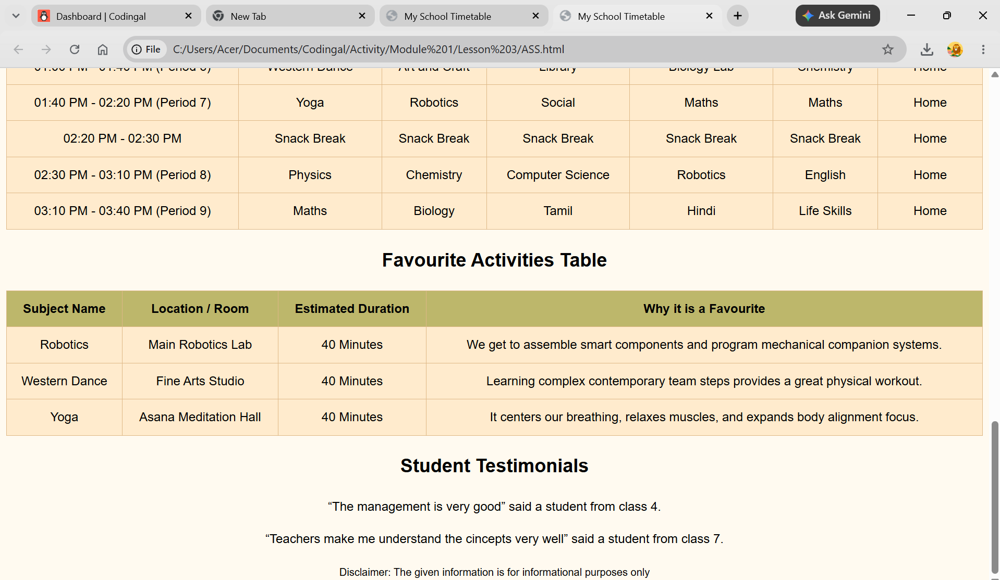 Dashboard | Codingal
New Tab
My School Timetable
My School Timetable
Ask Gemini
File C:/Users/Acer/Documents/Codingal/Activity/Module%201/Lesson%203/ASS.html
Western Dance Art and Craft Library Biology Lab Chemistry Home
01:40 PM - 02:20 PM (Period 7) Yoga Robotics Social Maths Maths Home
02:20 PM - 02:30 PM Snack Break Snack Break Snack Break Snack Break Snack Break Home
02:30 PM - 03:10 PM (Period 8) Physics Chemistry Computer Science Robotics English Home
03:10 PM - 03:40 PM (Period 9) Maths Biology Tamil Hindi Life Skills Home
Favourite Activities Table
Subject Name Location / Room Estimated Duration Why it is a Favourite
Robotics Main Robotics Lab 40 Minutes We get to assemble smart components and program mechanical companion systems.
Western Dance Fine Arts Studio 40 Minutes Learning complex contemporary team steps provides a great physical workout.
Yoga Asana Meditation Hall 40 Minutes It centers our breathing, relaxes muscles, and expands body alignment focus.
Student Testimonials
“The management is very good” said a student from class 4.
“Teachers make me understand the cincepts very well” said a student from class 7.
Disclaimer: The given information is for informational purposes only